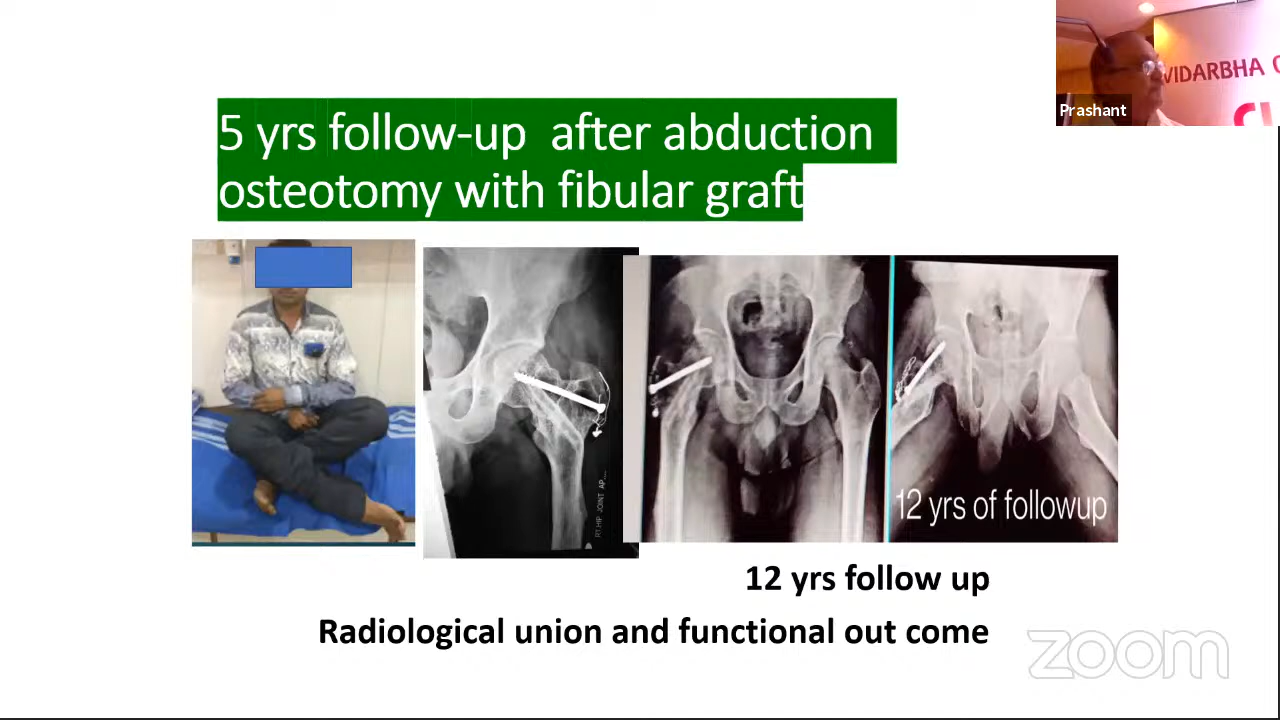 Prashant
VIDARBHA
5 yrs follow-up after abduction
osteotomy with fibular graft
RT.HIP JOINT AP...
12 yrs of followup
12 yrs follow up
Radiological union and functional out come
zoom